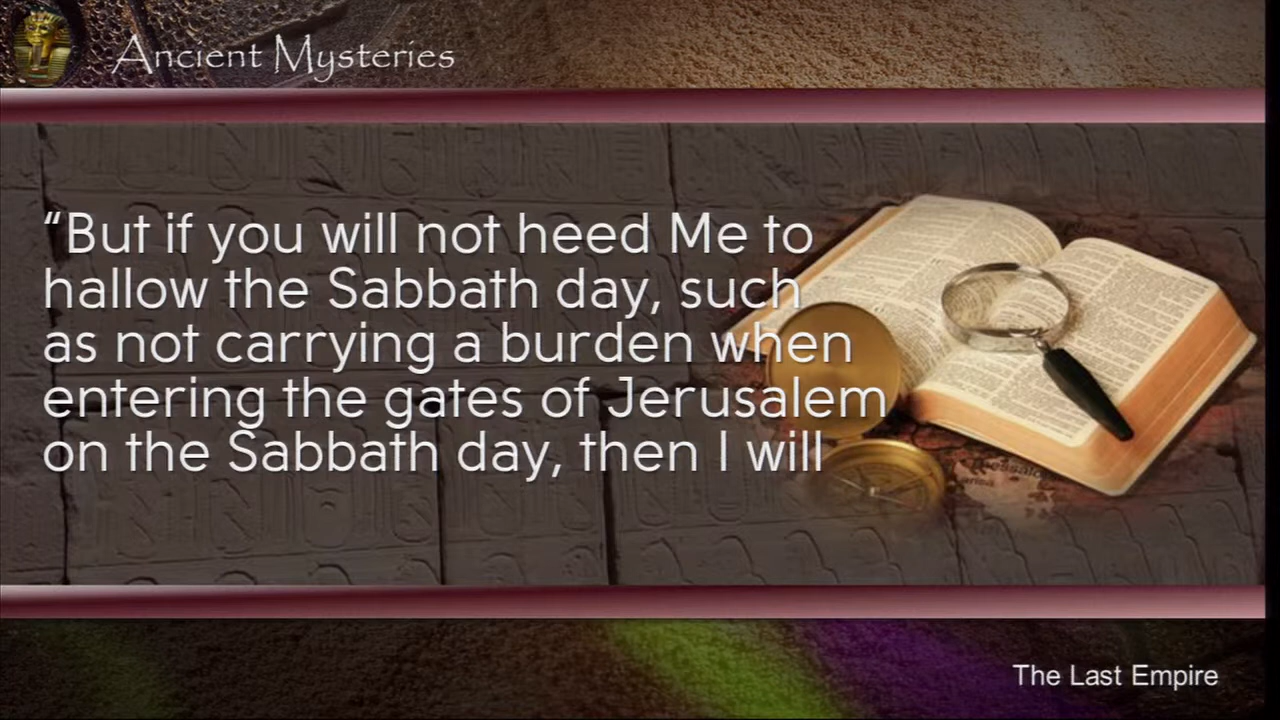 Ancient Mysteries
“But if you will not heed Me to
hallow the Sabbath day, such
as not carrying a burden when
entering the gates of Jerusalem
on the Sabbath day, then I will
The Last Empire